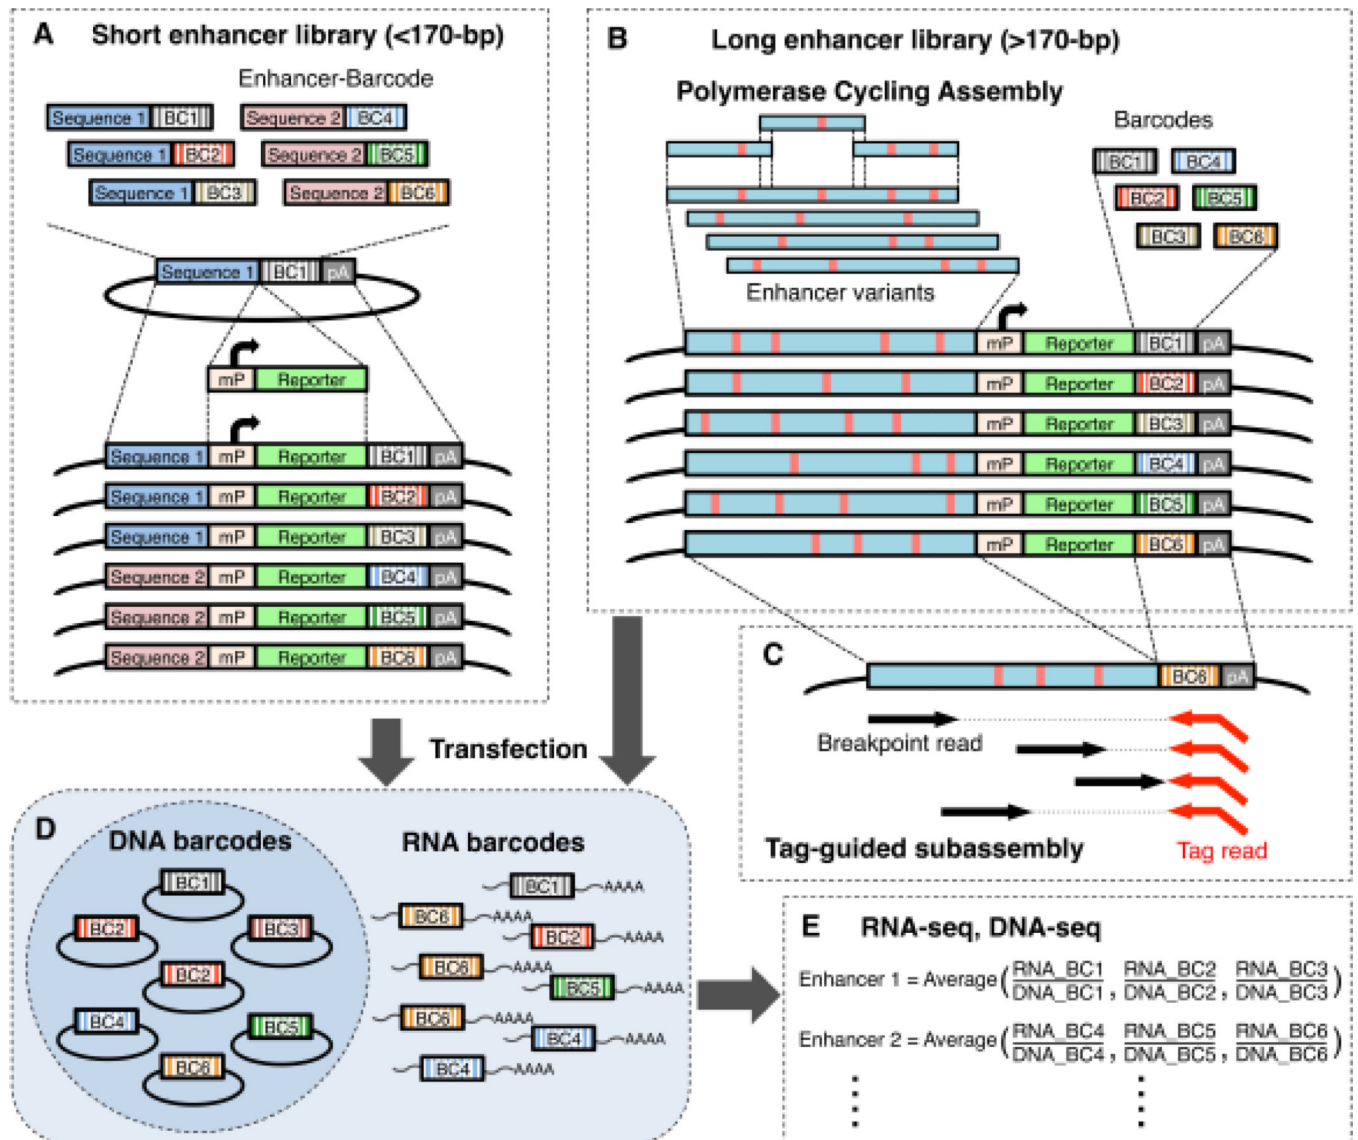 A Short enhancer library (<170-bp)
Enhancer-Barcode
Sequence 1 BC1 Sequence 2 BC4
Sequence 1 BC2 Sequence 2 BC5
Sequence 1 BC3 Sequence 2 BC6
Sequence 1 BC1 pA
mP Reporter
Sequence 1 mP Reporter BC1 pA
Sequence 1 mP Reporter BC2 pA
Sequence 1 mP Reporter BC3 pA
Sequence 2 mP Reporter BC4 pA
Sequence 2 mP Reporter BC5 pA
Sequence 2 mP Reporter BC6 pA
B Long enhancer library (>170-bp)
Polymerase Cycling Assembly
Barcodes
BC1 BC4
BC2 BC5
BC3 BC6
Enhancer variants
mP Reporter BC1 pA
mP Reporter BC2 pA
mP Reporter BC3 pA
mP Reporter BC4 pA
mP Reporter BC5 pA
mP Reporter BC6 pA
C
BC6 pA
Breakpoint read
Tag-guided subassembly
Tag read
Transfection
D
DNA barcodes
BC1
BC2 BC3
BC2
BC4 BC5
BC6
RNA barcodes
BC1 AAAA
BC6 AAAA
BC2 AAAA
BC6 AAAA
BC5 AAAA
BC6 AAAA
BC4 AAAA
BC4 AAAA
E RNA-seq, DNA-seq
Enhancer 1 = Average(RNA_BC1/DNA_BC1, RNA_BC2/DNA_BC2, RNA_BC3/DNA_BC3)
Enhancer 2 = Average(RNA_BC4/DNA_BC4, RNA_BC5/DNA_BC5, RNA_BC6/DNA_BC6)